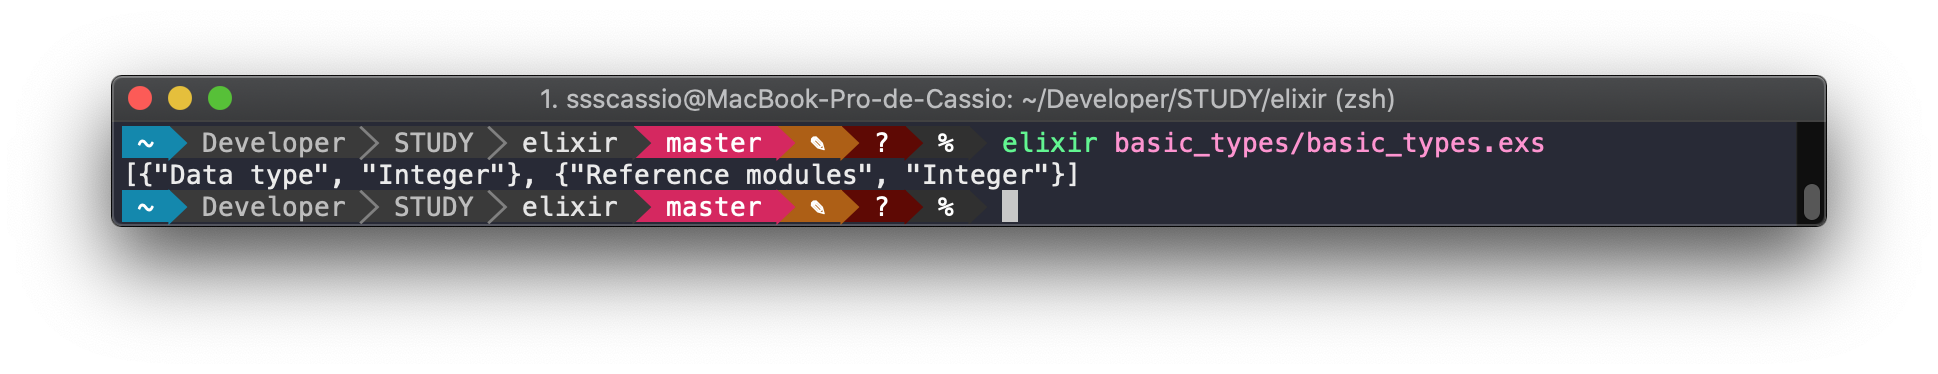 1. ssscassio@MacBook-Pro-de-Cassio: ~/Developer/STUDY/elixir (zsh)
~ Developer STUDY elixir master ✎ ? % elixir basic_types/basic_types.exs
[{"Data type", "Integer"}, {"Reference modules", "Integer"}]
~ Developer STUDY elixir master ✎ ? %